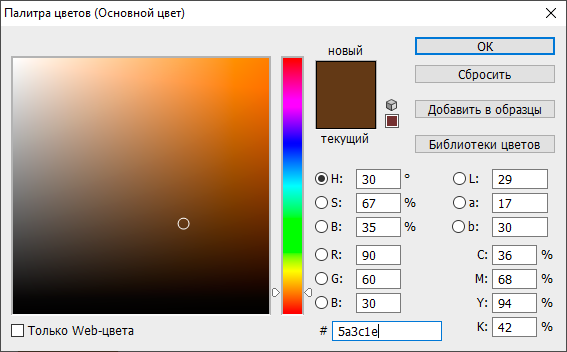 Палитра цветов (Основной цвет)
новый
текущий
OK
Сбросить
Добавить в образцы
Библиотеки цветов
H: 30 °
S: 67 %
B: 35 %
R: 90
G: 60
B: 30
L: 29
a: 17
b: 30
C: 36 %
M: 68 %
Y: 94 %
K: 42 %
Только Web-цвета
# 5a3c1e